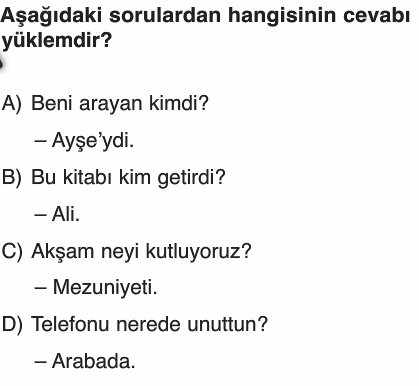 Aşağıdaki sorulardan hangisinin cevabı
yüklemdir?
A) Beni arayan kimdi?
– Ayşe’ydi.
B) Bu kitabı kim getirdi?
– Ali.
C) Akşam neyi kutluyoruz?
– Mezuniyeti.
D) Telefonu nerede unuttun?
– Arabada.